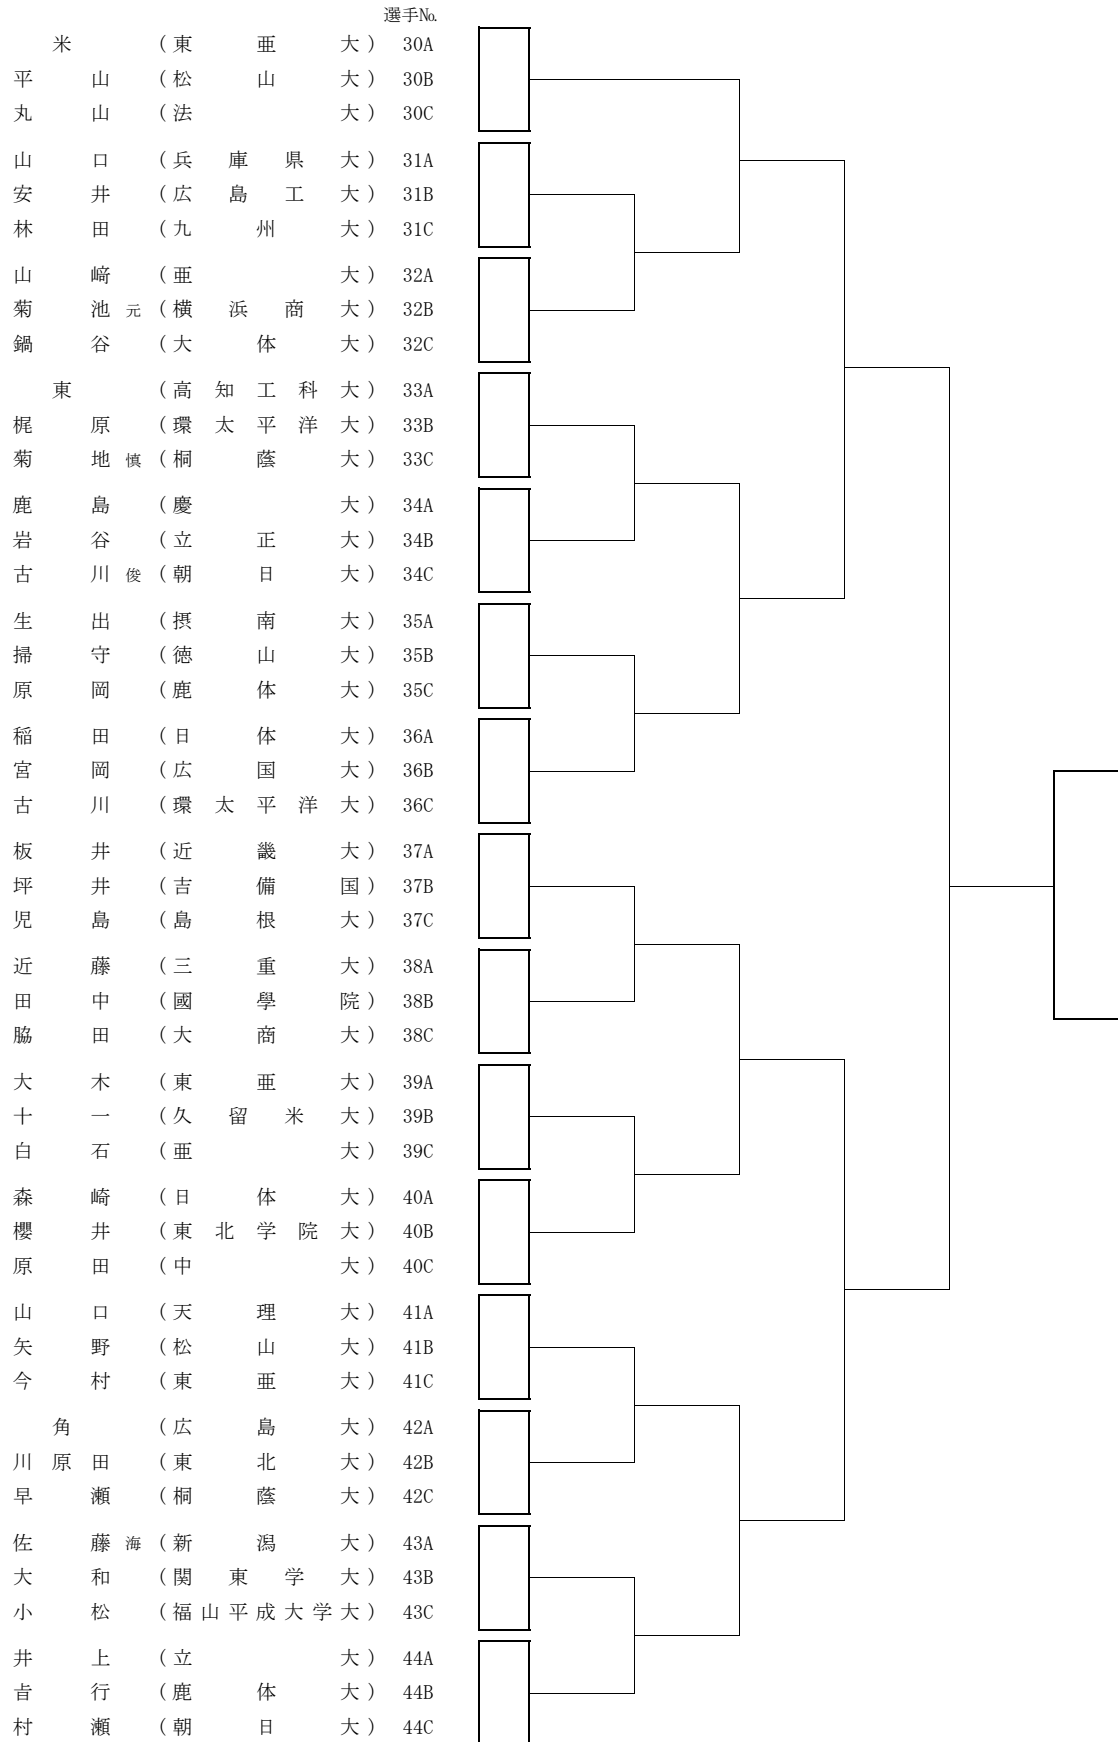 選手№
米 (東亜大) 30A
平山 (松山大) 30B
丸山 (法大) 30C
山口 (兵庫県大) 31A
安井 (広島工大) 31B
林田 (九州大) 31C
山﨑 (亜大) 32A
菊池元 (横浜商大) 32B
鍋谷 (大体大) 32C
東 (高知工科大) 33A
梶原 (環太平洋大) 33B
菊地慎 (桐蔭大) 33C
鹿島 (慶大) 34A
岩谷 (立正大) 34B
古川俊 (朝日大) 34C
生出 (摂南大) 35A
掃守 (徳山大) 35B
原岡 (鹿体大) 35C
稲田 (日体大) 36A
宮岡 (広国大) 36B
古川 (環太平洋大) 36C
板井 (近畿大) 37A
坪井 (吉備国) 37B
児島 (島根大) 37C
近藤 (三重大) 38A
田中 (國學院) 38B
脇田 (大商大) 38C
大木 (東亜大) 39A
十一 (久留米大) 39B
白石 (亜大) 39C
森崎 (日体大) 40A
櫻井 (東北学院大) 40B
原田 (中大) 40C
山口 (天理大) 41A
矢野 (松山大) 41B
今村 (東亜大) 41C
角 (広島大) 42A
川原田 (東北大) 42B
早瀬 (桐蔭大) 42C
佐藤海 (新潟大) 43A
大和 (関東学大) 43B
小松 (福山平成大学大) 43C
井上 (立大) 44A
㫖行 (鹿体大) 44B
村瀬 (朝日大) 44C